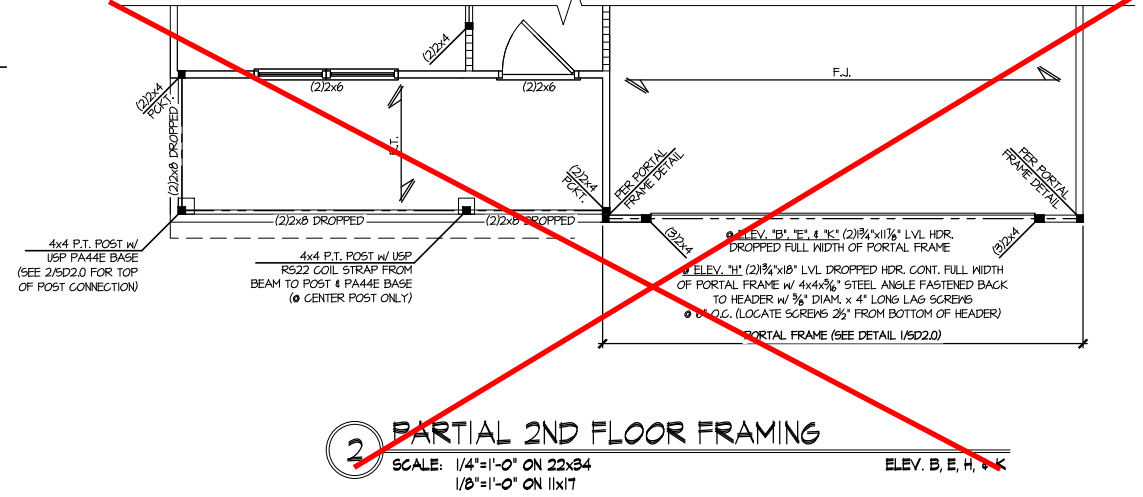 (2)2x4
(2)2x6
(2)2x6
F.J.
(2)2x4
PCKT.
(2)2x8 DROPPED
(2)2x4
PCKT.
PER PORTAL
FRAME DETAIL
PER PORTAL
FRAME DETAIL
(2)2x8 DROPPED
(2)2x8 DROPPED
(3)2x4
(3)2x4
4x4 P.T. POST w/
USP PA44E BASE
(SEE 2/SD2.0 FOR TOP
OF POST CONNECTION)
4x4 P.T. POST w/ USP
RS22 COIL STRAP FROM
BEAM TO POST & PA44E BASE
(@ CENTER POST ONLY)
@ ELEV. "B", "E", & "K" (2)1¾"x11⅞" LVL HDR.
DROPPED FULL WIDTH OF PORTAL FRAME
@ ELEV. "H" (2)1¾"x18" LVL DROPPED HDR. CONT. FULL WIDTH
OF PORTAL FRAME w/ 4x4x5/16" STEEL ANGLE FASTENED BACK
TO HEADER w/ ⅝" DIAM. x 4" LONG LAG SCREWS
@ 8" O.C. (LOCATE SCREWS 2½" FROM BOTTOM OF HEADER)
PORTAL FRAME (SEE DETAIL 1/SD2.0)
2
PARTIAL 2ND FLOOR FRAMING
SCALE: 1/4"=1'-0" ON 22x34
ELEV. B, E, H, & K
1/8"=1'-0" ON 11x17